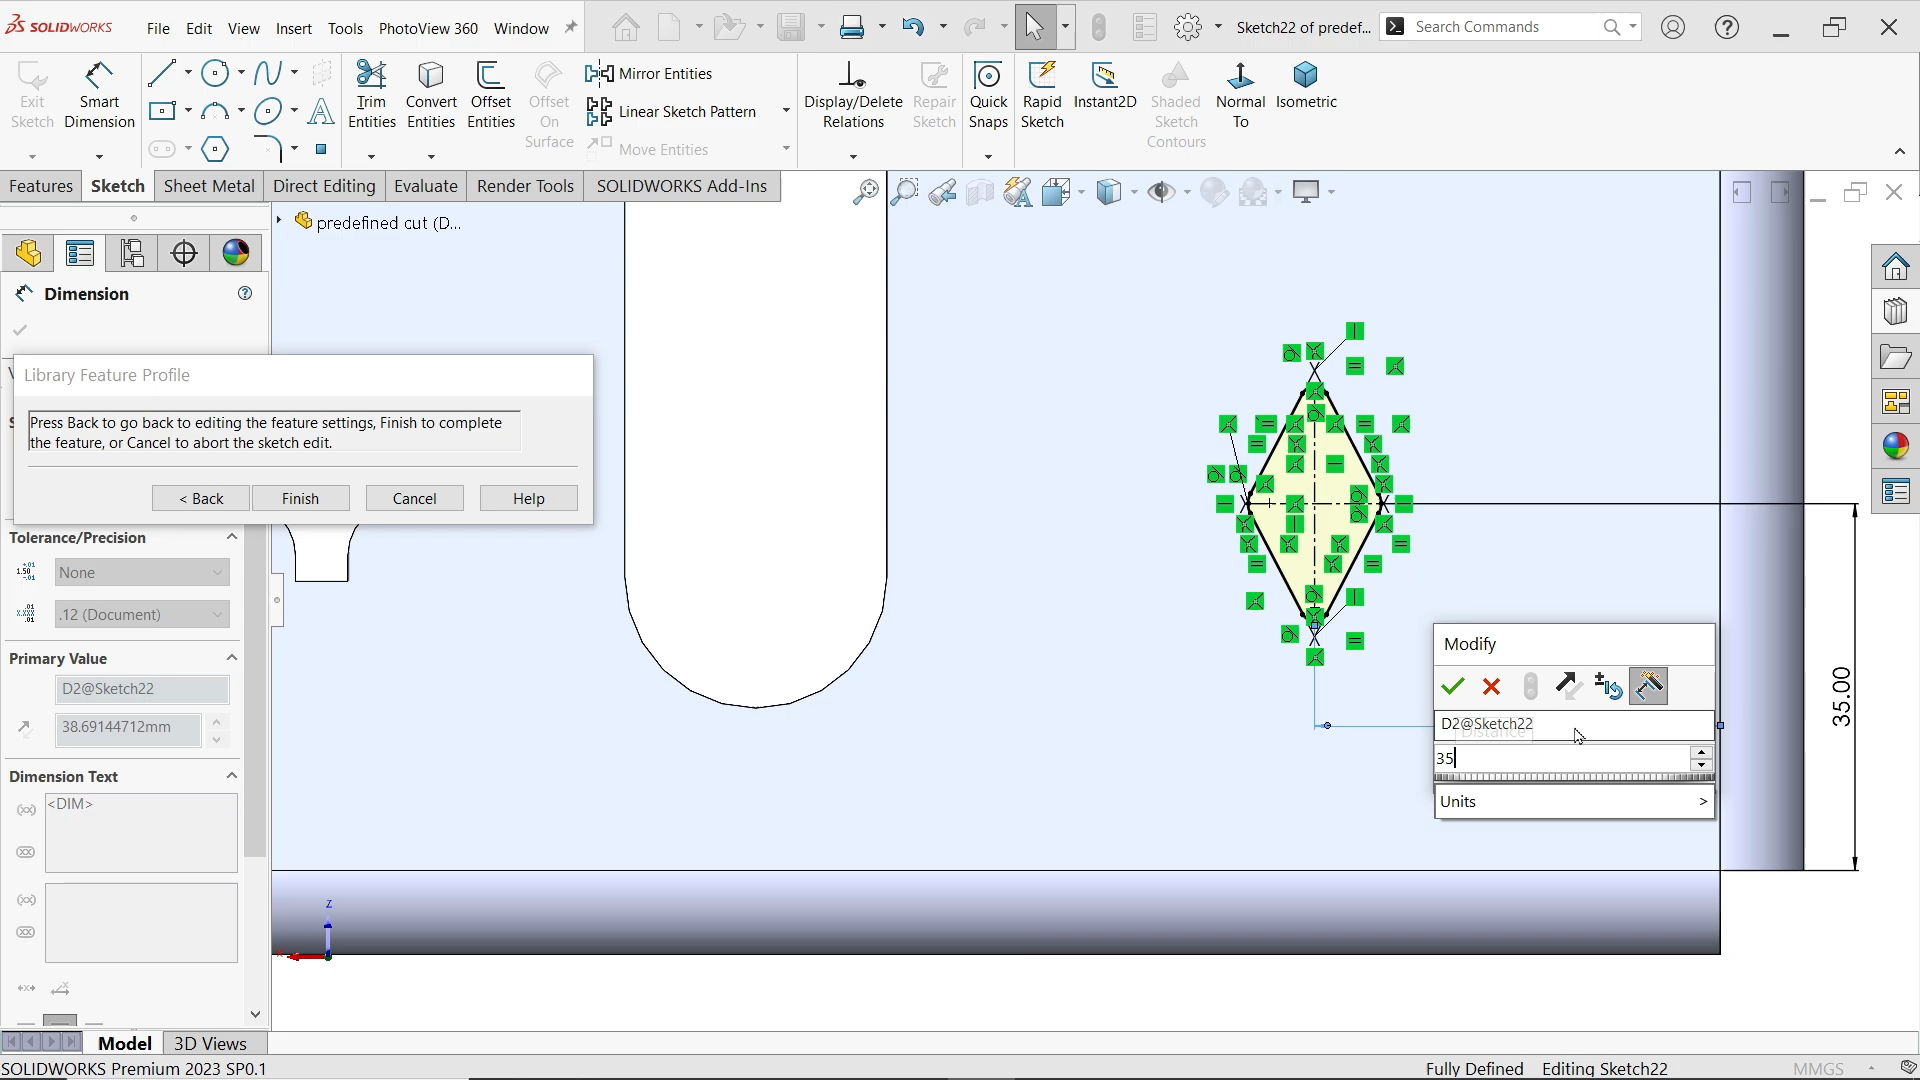 SOLIDWORKS
File Edit View Insert Tools PhotoView 360 Window
Sketch22 of predef...
Search Commands
Exit Sketch
Smart Dimension
Trim Entities
Convert Entities
Offset Entities
Offset On Surface
Mirror Entities
Linear Sketch Pattern
Move Entities
Display/Delete Relations
Repair Sketch
Quick Snaps
Rapid Sketch
Instant2D
Shaded Sketch Contours
Normal To
Isometric
Features Sketch Sheet Metal Direct Editing Evaluate Render Tools SOLIDWORKS Add-Ins
predefined cut (D...
Dimension
Library Feature Profile
Press Back to go back to editing the feature settings, Finish to complete
the feature, or Cancel to abort the sketch edit.
< Back Finish Cancel Help
Tolerance/Precision
None
.12 (Document)
Primary Value
D2@Sketch22
38.69144712mm
Dimension Text
<DIM>
Modify
D2@Sketch22
Distance
35
Units >
35.00
Z
Model 3D Views
SOLIDWORKS Premium 2023 SP0.1
Fully Defined Editing Sketch22 MMGS